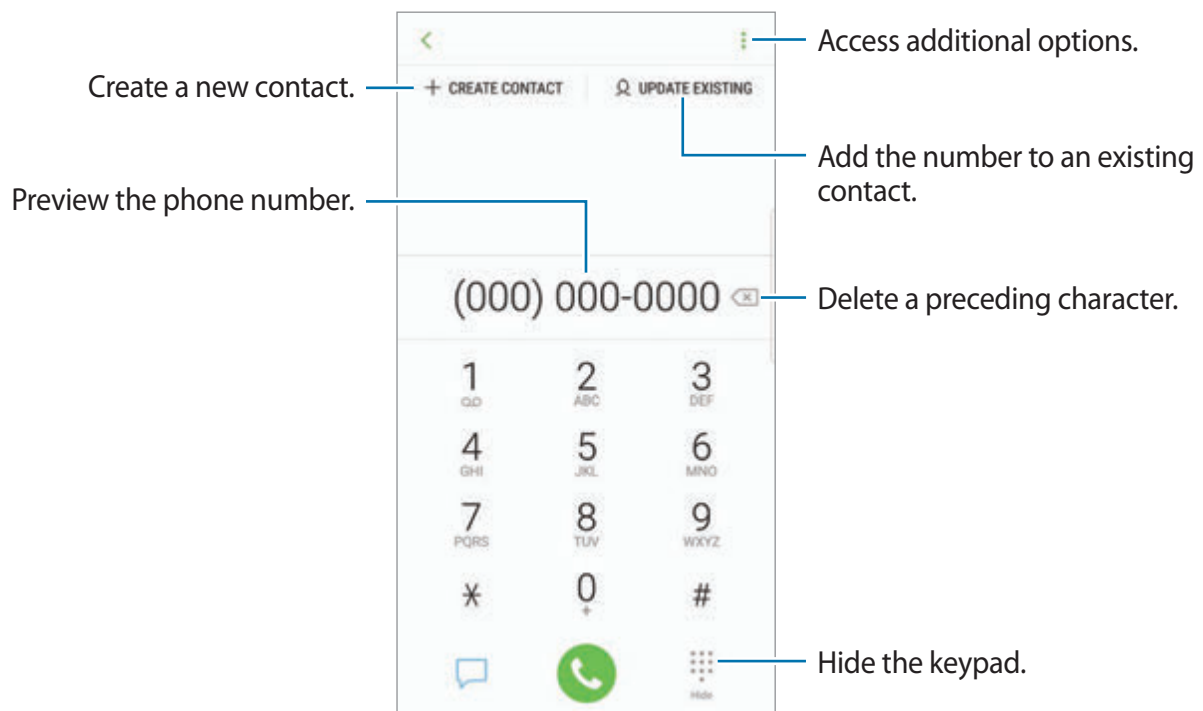 Access additional options.
Create a new contact.
+ CREATE CONTACT
UPDATE EXISTING
Add the number to an existing
contact.
Preview the phone number.
(000) 000-0000
Delete a preceding character.
1 2 3
ABC DEF
4 5 6
GHI JKL MNO
7 8 9
PQRS TUV WXYZ
* 0 #
+
Hide the keypad.
Hide